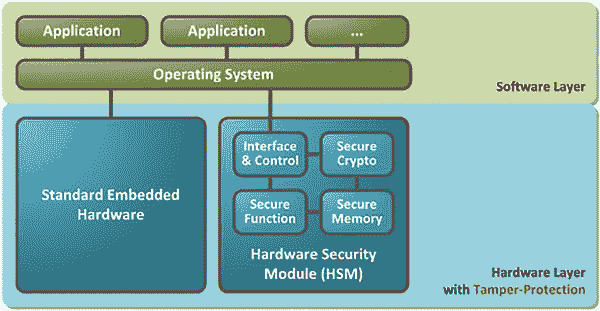 Application
Application
...
Operating System
Software Layer
Standard Embedded
Hardware
Interface
& Control
Secure
Crypto
Secure
Function
Secure
Memory
Hardware Security
Module (HSM)
Hardware Layer
with Tamper-Protection